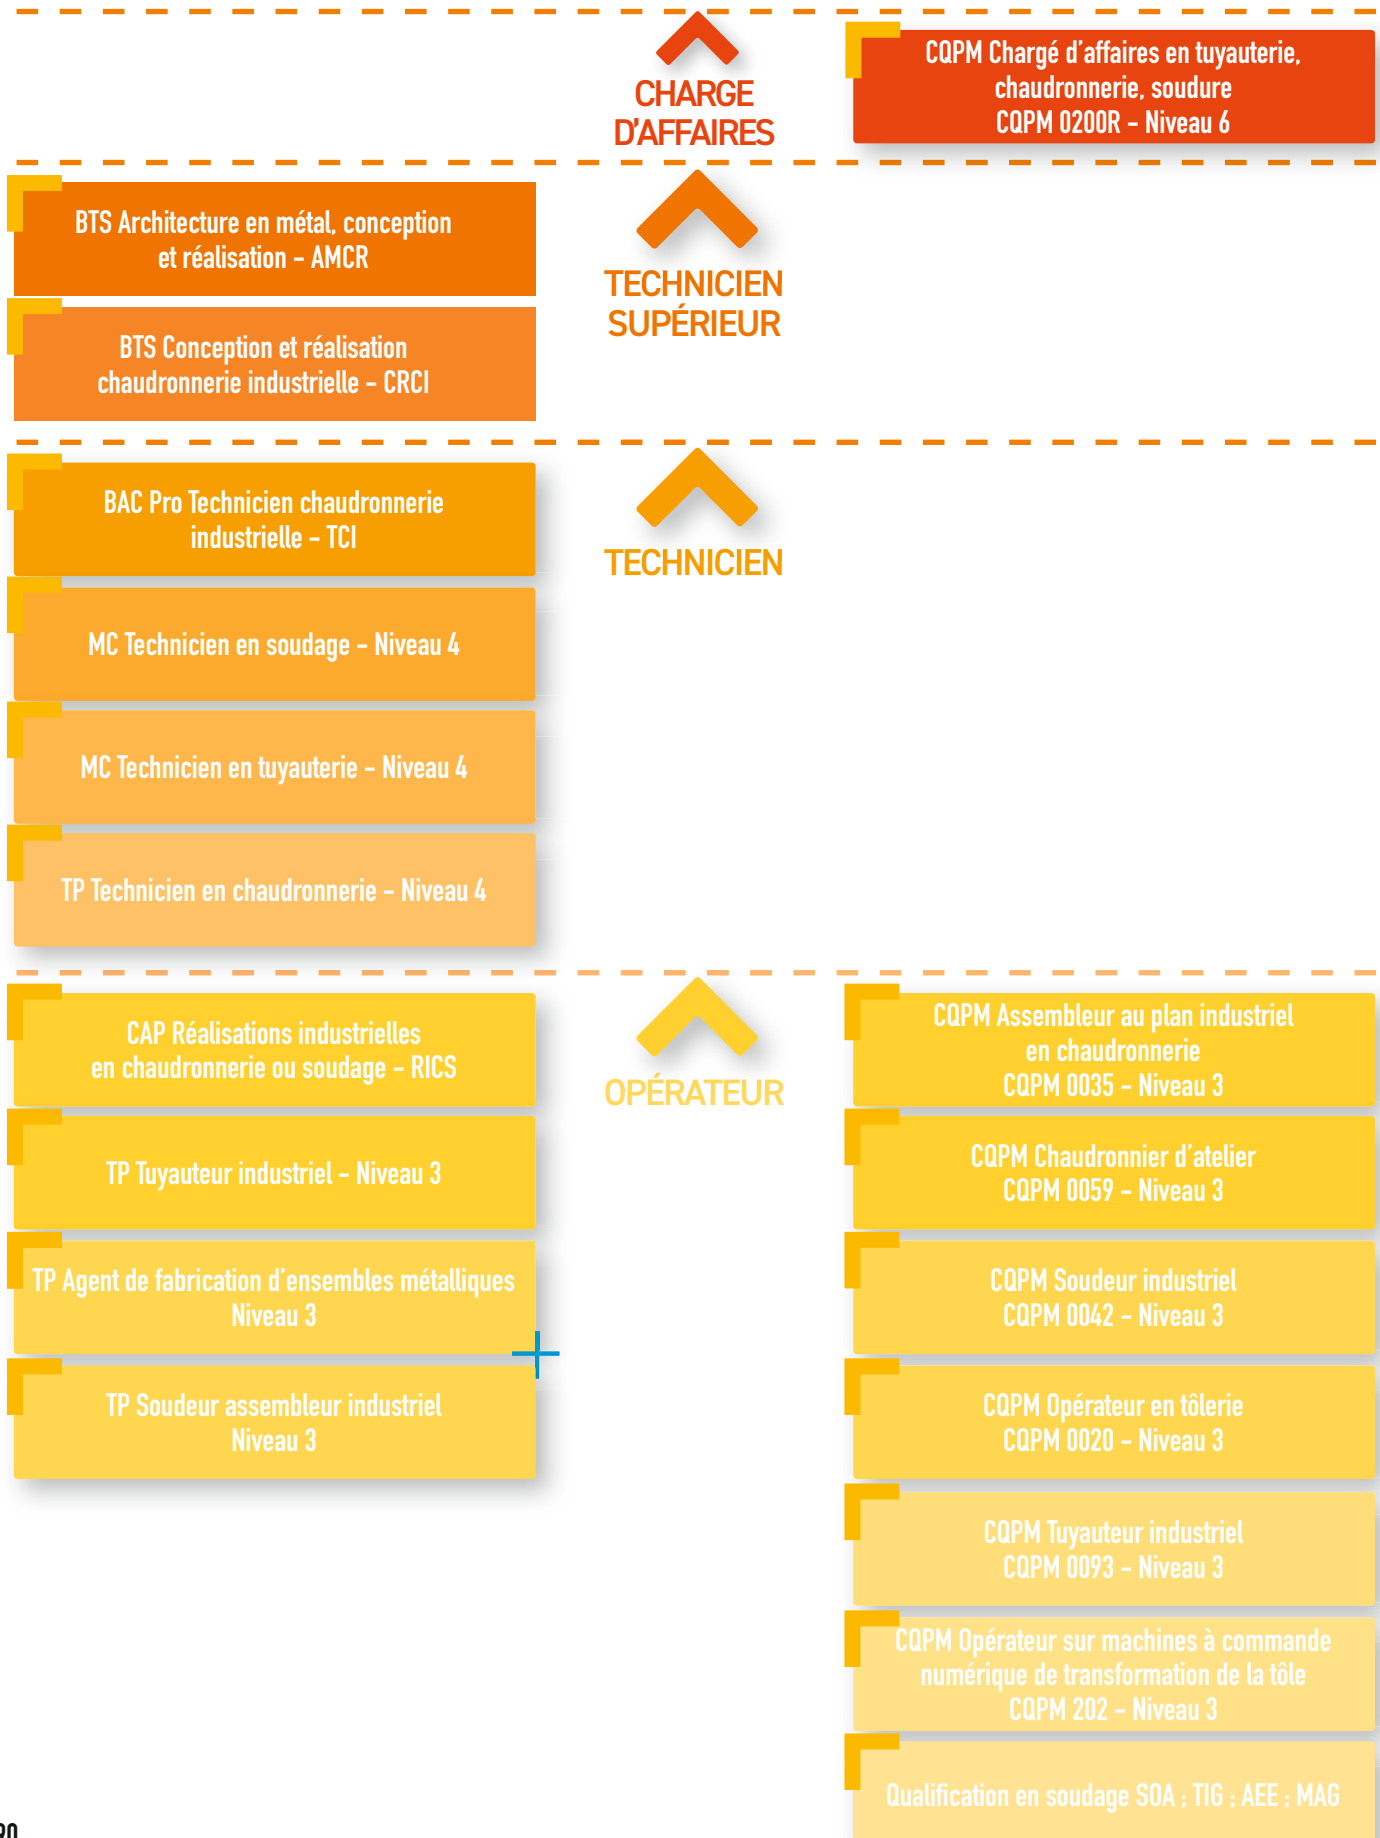 CHARGE
D'AFFAIRES
CQPM Chargé d'affaires en tuyauterie,
chaudronnerie, soudure
CQPM 0200R – Niveau 6
BTS Architecture en métal, conception
et réalisation – AMCR
BTS Conception et réalisation
chaudronnerie industrielle – CRCI
TECHNICIEN
SUPÉRIEUR
BAC Pro Technicien chaudronnerie
industrielle – TCI
MC Technicien en soudage – Niveau 4
MC Technicien en tuyauterie – Niveau 4
TP Technicien en chaudronnerie – Niveau 4
TECHNICIEN
CAP Réalisations industrielles
en chaudronnerie ou soudage – RICS
TP Tuyauteur industriel – Niveau 3
TP Agent de fabrication d'ensembles métalliques
Niveau 3
TP Soudeur assembleur industriel
Niveau 3
OPÉRATEUR
CQPM Assembleur au plan industriel
en chaudronnerie
CQPM 0035 – Niveau 3
CQPM Chaudronnier d'atelier
CQPM 0059 – Niveau 3
CQPM Soudeur industriel
CQPM 0042 – Niveau 3
CQPM Opérateur en tôlerie
CQPM 0020 – Niveau 3
CQPM Tuyauteur industriel
CQPM 0093 – Niveau 3
CQPM Opérateur sur machines à commande
numérique de transformation de la tôle
CQPM 202 – Niveau 3
Qualification en soudage SOA ; TIG ; AEE ; MAG